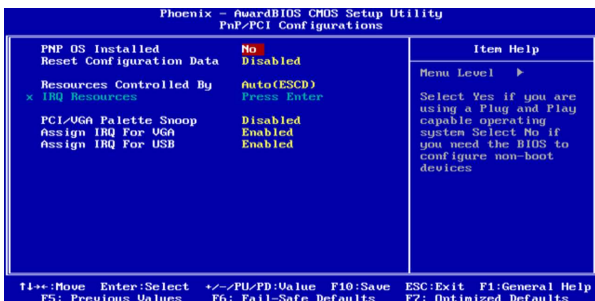 Phoenix - AwardBIOS CMOS Setup Utility
PnP/PCI Configurations
PNP OS Installed No
Reset Configuration Data Disabled
Resources Controlled By Auto(ESCD)
x IRQ Resources Press Enter
PCI/VGA Palette Snoop Disabled
Assign IRQ For VGA Enabled
Assign IRQ For USB Enabled
Item Help
Menu Level ▶
Select Yes if you are
using a Plug and Play
capable operating
system Select No if
you need the BIOS to
configure non-boot
devices
↑↓→←:Move Enter:Select +/-/PU/PD:Value F10:Save ESC:Exit F1:General Help
F5: Previous Values F6: Fail-Safe Defaults F7: Optimized Defaults